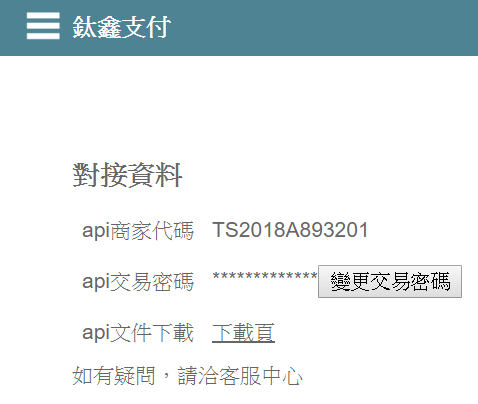 鈦鑫支付
對接資料
api商家代碼 TS2018A893201
api交易密碼 ************* 變更交易密碼
api文件下載 下載頁
如有疑問，請洽客服中心